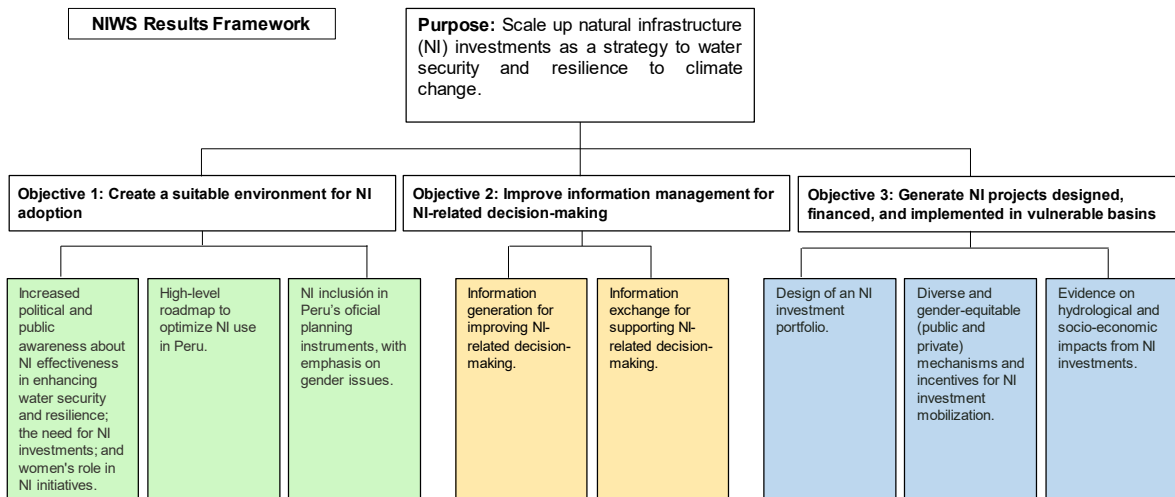 NIWS Results Framework
Purpose: Scale up natural infrastructure
(NI) investments as a strategy to water
security and resilience to climate
change.
Objective 1: Create a suitable environment for NI
adoption
Objective 2: Improve information management for
NI-related decision-making
Objective 3: Generate NI projects designed,
financed, and implemented in vulnerable basins
Increased
political and
public
awareness about
NI effectiveness
in enhancing
water security
and resilience;
the need for NI
investments; and
women's role in
NI initiatives.
High-level
roadmap to
optimize NI use
in Peru.
NI inclusión in
Peru's oficial
planning
instruments, with
emphasis on
gender issues.
Information
generation for
improving NI-
related decision-
making.
Information
exchange for
supporting NI-
related decision-
making.
Design of an NI
investment
portfolio.
Diverse and
gender-equitable
(public and
private)
mechanisms and
incentives for NI
investment
mobilization.
Evidence on
hydrological and
socio-economic
impacts from NI
investments.